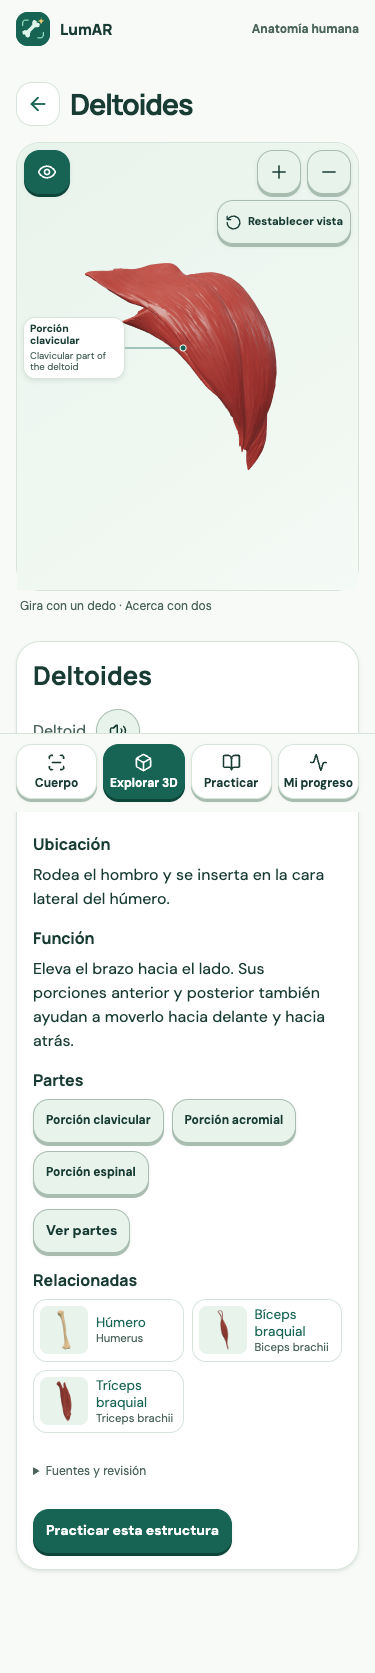 LumAR
Anatomía humana
Deltoides
Restablecer vista
Porción
clavicular
Clavicular part of
the deltoid
Gira con un dedo · Acerca con dos
Deltoides
Deltoid
Cuerpo
Explorar 3D
Practicar
Mi progreso
Ubicación
Rodea el hombro y se inserta en la cara
lateral del húmero.
Función
Eleva el brazo hacia el lado. Sus
porciones anterior y posterior también
ayudan a moverlo hacia delante y hacia
atrás.
Partes
Porción clavicular
Porción acromial
Porción espinal
Ver partes
Relacionadas
Húmero
Humerus
Bíceps
braquial
Biceps brachii
Tríceps
braquial
Triceps brachii
Fuentes y revisión
Practicar esta estructura